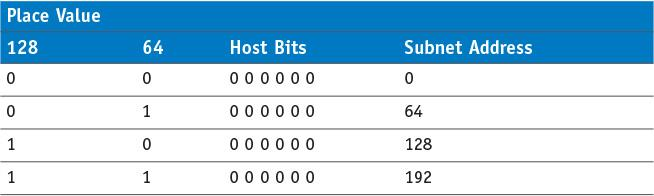 Place Value
128 64 Host Bits Subnet Address
0 0 0 0 0 0 0 0 0
0 1 0 0 0 0 0 0 64
1 0 0 0 0 0 0 0 128
1 1 0 0 0 0 0 0 192